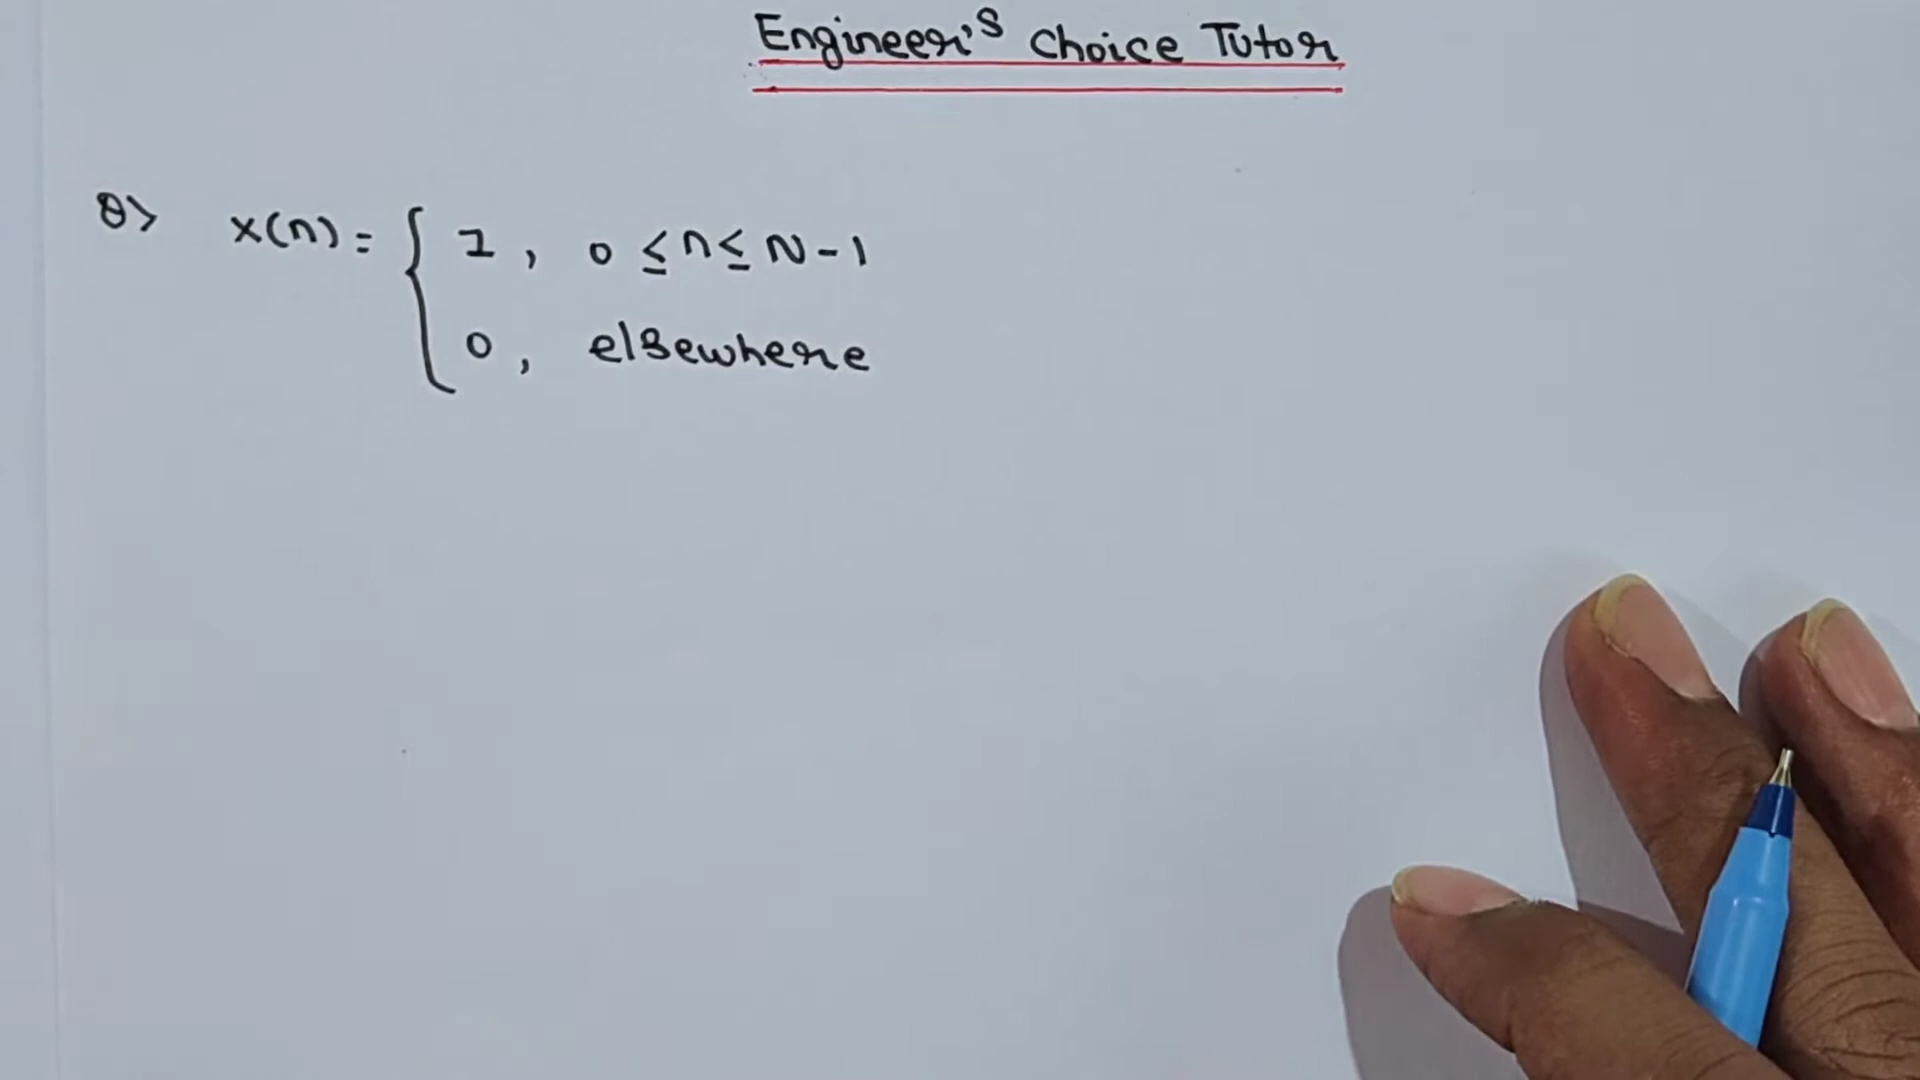 Engineer's Choice Tutor
Q> x(n) = { 1, 0 ≤ n ≤ N-1
0, elsewhere